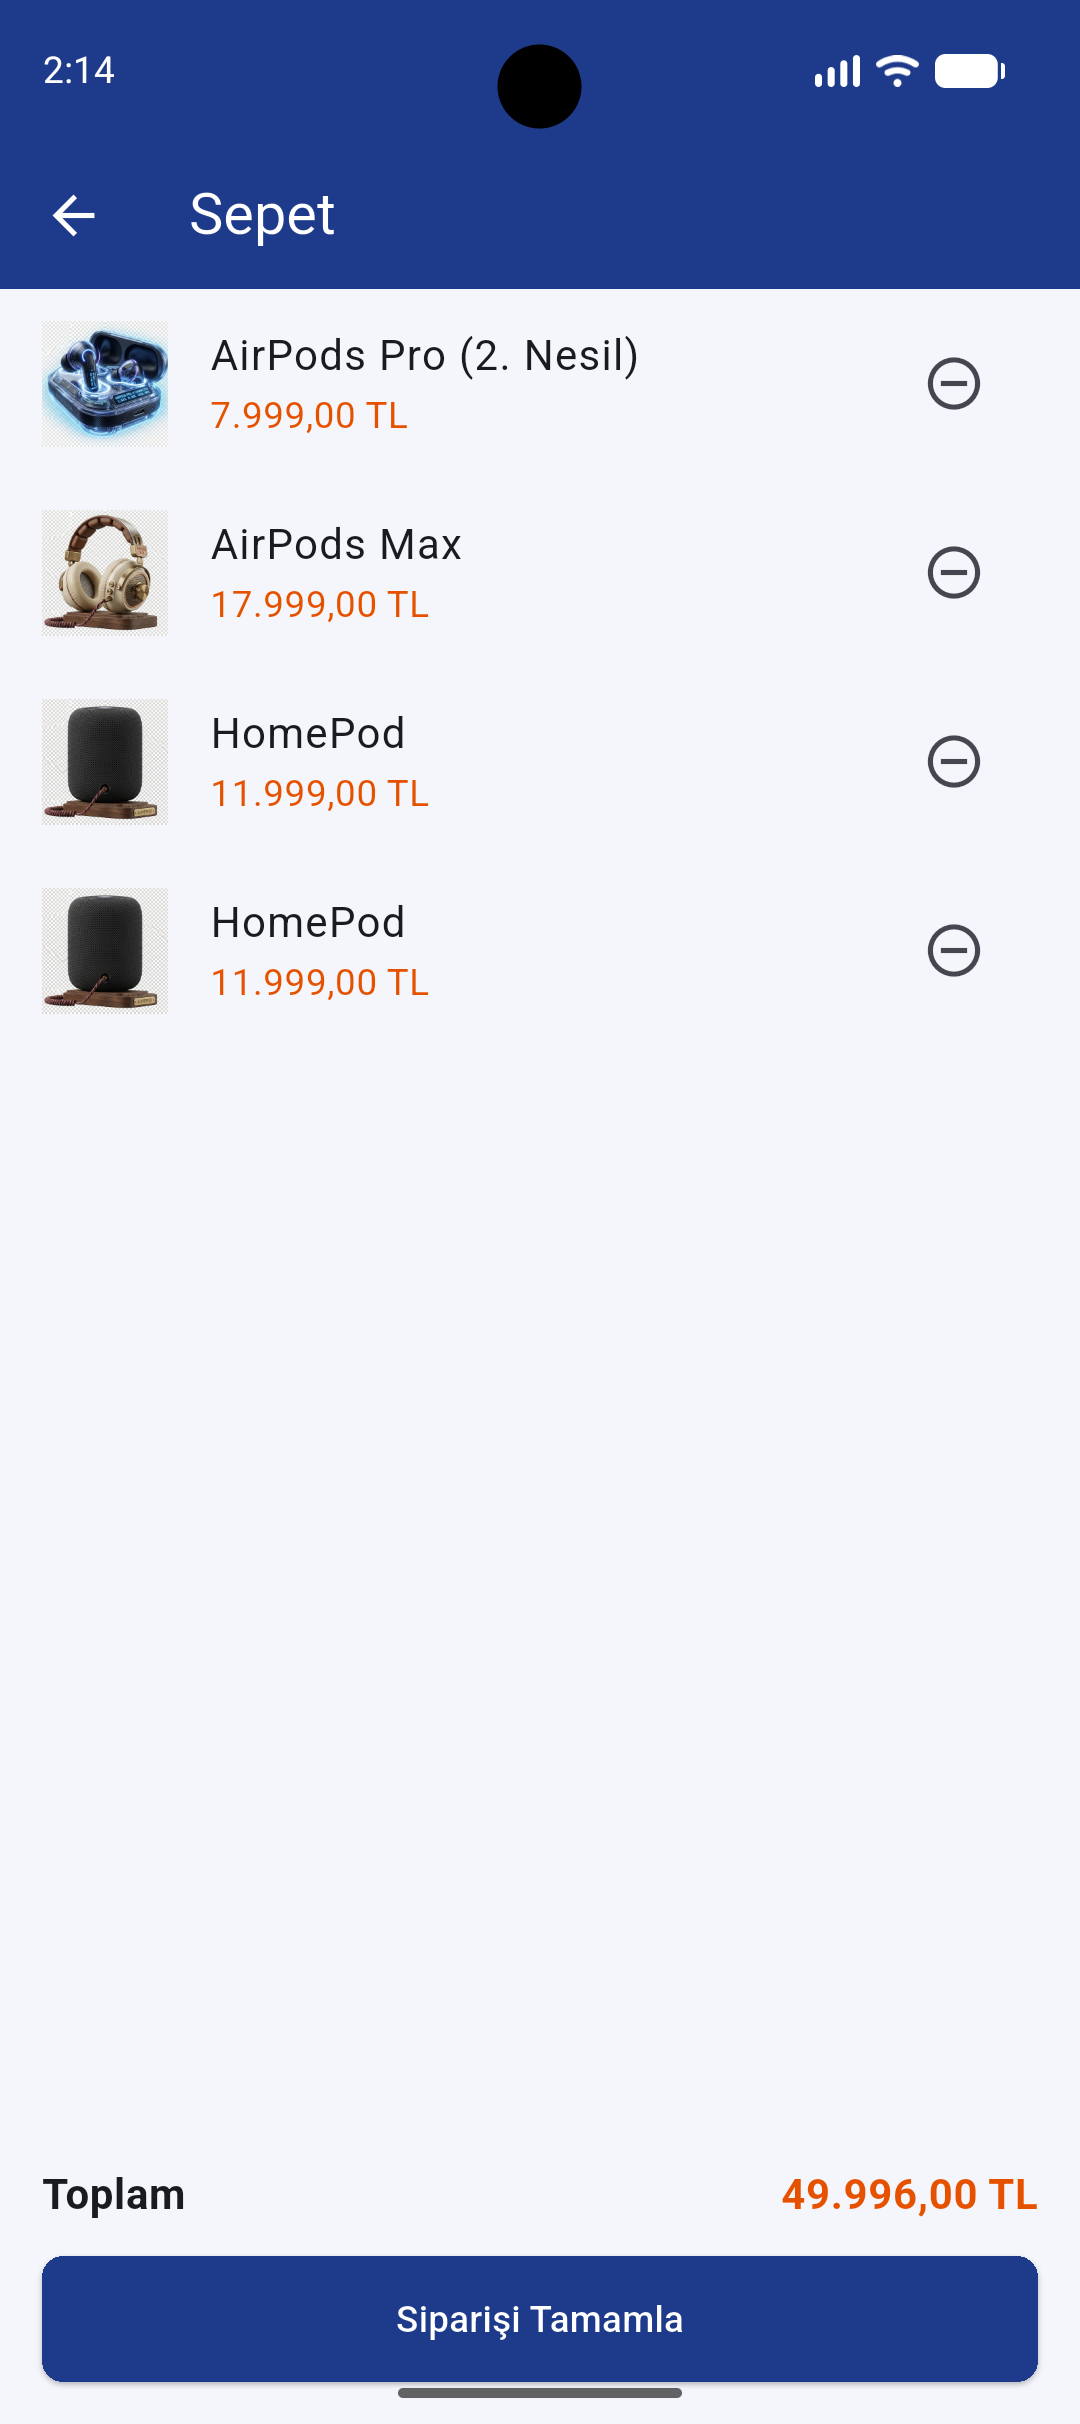 2:14
Sepet
AirPods Pro (2. Nesil)
7.999,00 TL
AirPods Max
17.999,00 TL
HomePod
11.999,00 TL
HomePod
11.999,00 TL
Toplam
49.996,00 TL
Siparişi Tamamla